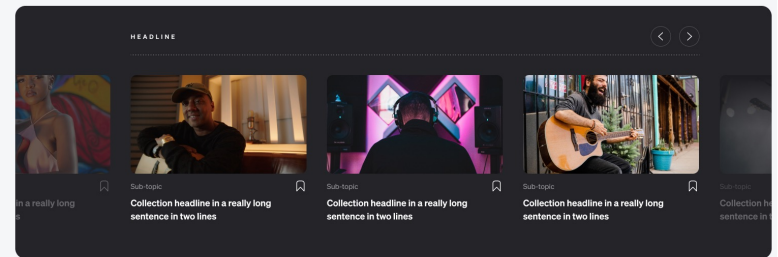 HEADLINE
in a really long
s
Sub-topic
Collection headline in a really long
sentence in two lines
Sub-topic
Collection headline in a really long
sentence in two lines
Sub-topic
Collection headline in a really long
sentence in two lines
Sub-topic
Collection he
sentence in t